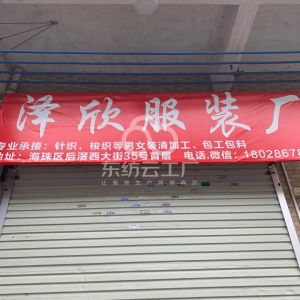 泽欣服装厂
专业承接：针织、梭织等男女装清加工、包工包料
地址：海珠区后滘西大街35号首层 电话.微信：18028678
东纺云工厂